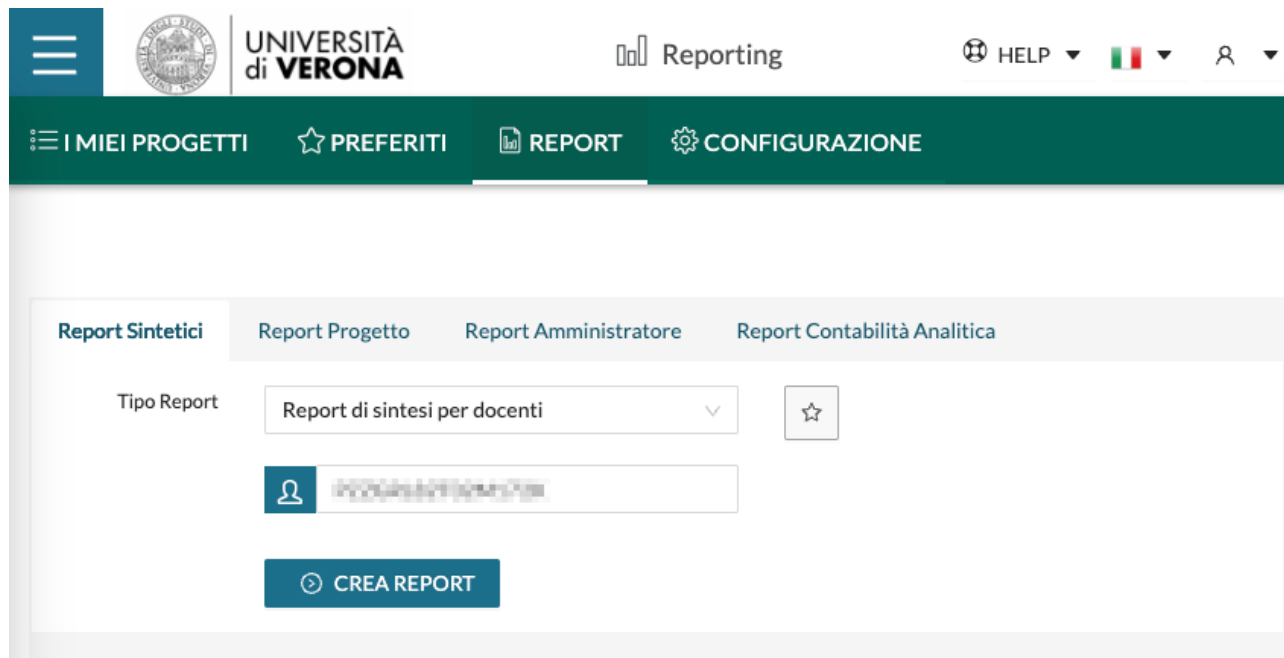 UNIVERSITÀ
di VERONA
Reporting
HELP
I MIEI PROGETTI
PREFERITI
REPORT
CONFIGURAZIONE
Report Sintetici
Report Progetto
Report Amministratore
Report Contabilità Analitica
Tipo Report
Report di sintesi per docenti
CREA REPORT